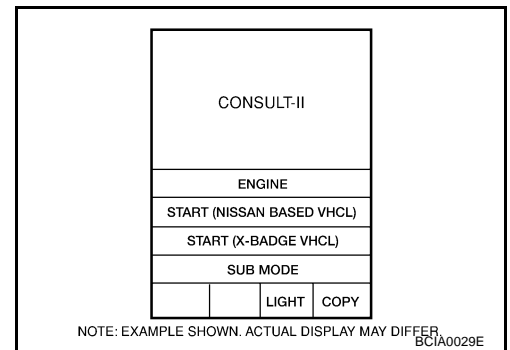 CONSULT-II
ENGINE
START (NISSAN BASED VHCL)
START (X-BADGE VHCL)
SUB MODE
LIGHT COPY
NOTE: EXAMPLE SHOWN. ACTUAL DISPLAY MAY DIFFER.
BCIA0029E